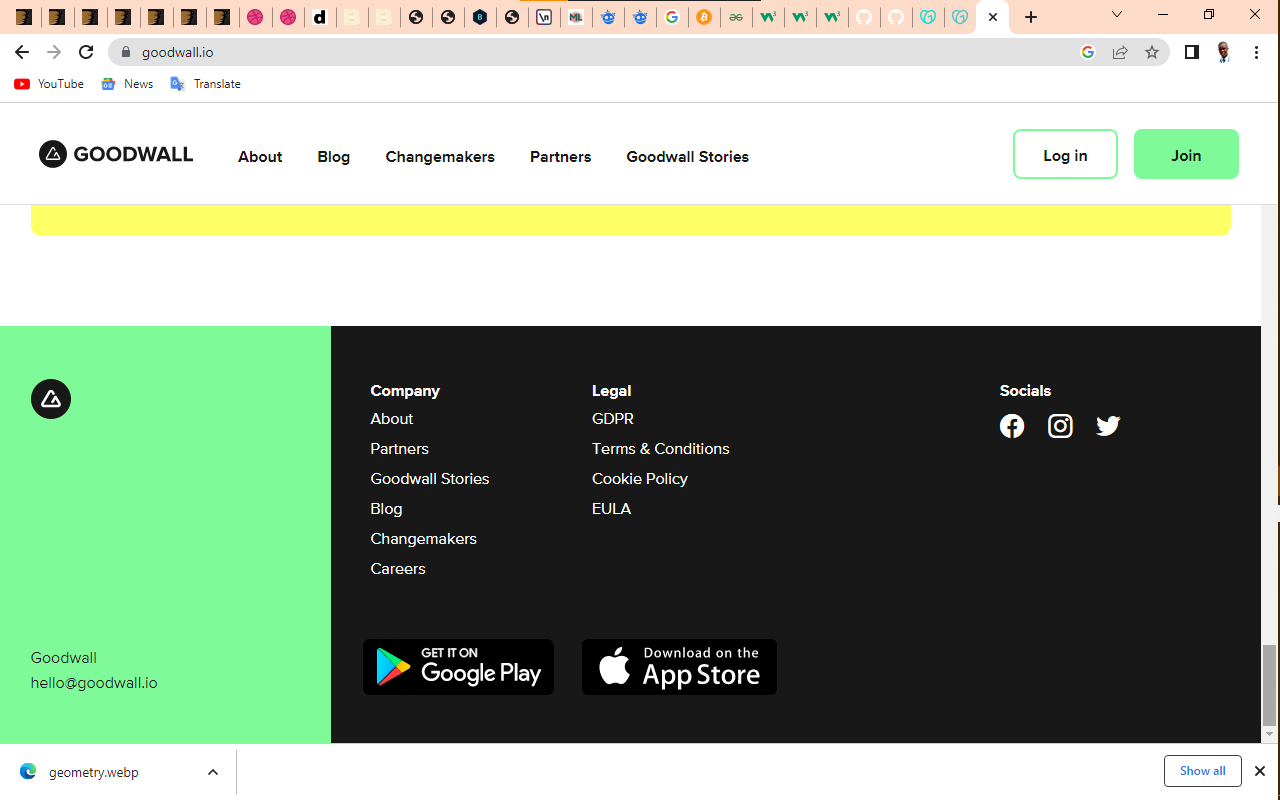 goodwall.io
YouTube
News
Translate
GOODWALL
About
Blog
Changemakers
Partners
Goodwall Stories
Log in
Join
Company
About
Partners
Goodwall Stories
Blog
Changemakers
Careers
Legal
GDPR
Terms & Conditions
Cookie Policy
EULA
Socials
Goodwall
hello@goodwall.io
GET IT ON
Google Play
Download on the
App Store
geometry.webp
Show all